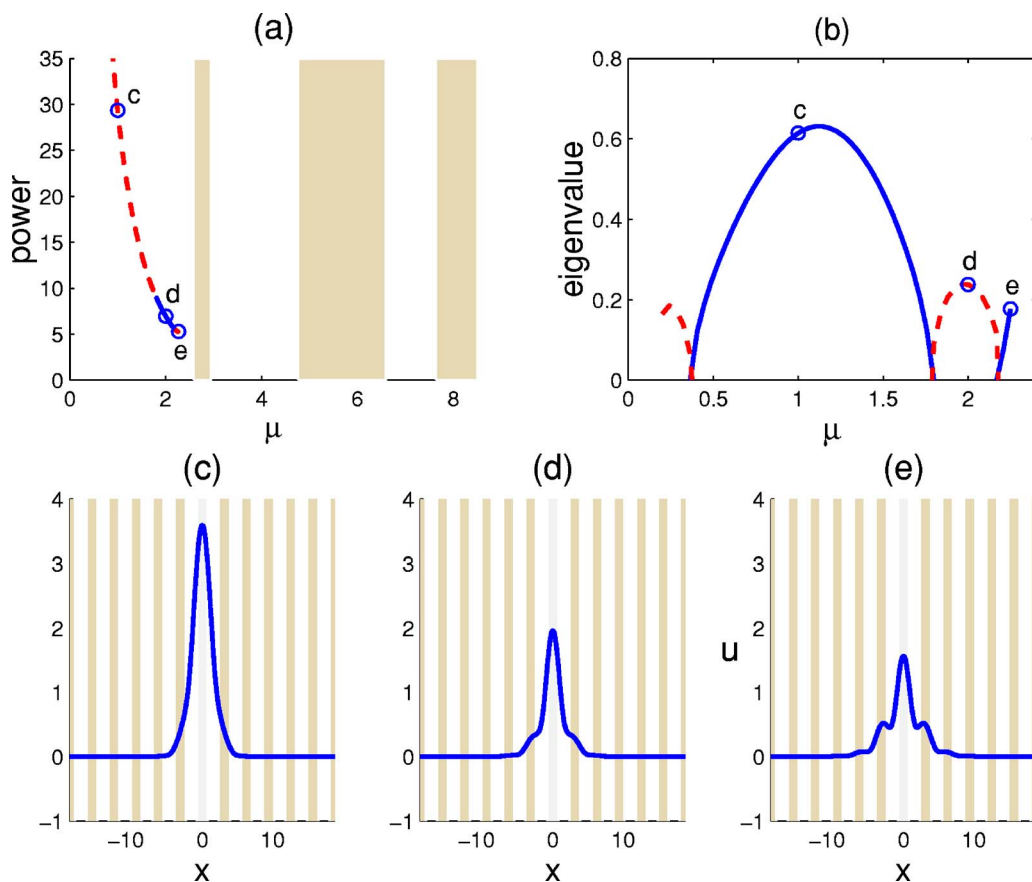 (a)
35
30
25
20
15
10
5
0
power
c
d
e
0 2 4 6 8
μ
(b)
0.8
0.6
0.4
0.2
0
eigenvalue
c
d
e
0 0.5 1 1.5 2
μ
(c)
4
3
2
1
0
−1
−10 0 10
x
(d)
4
3
2
1
0
−1
−10 0 10
x
(e)
4
3
2
1
0
−1
u
−10 0 10
x